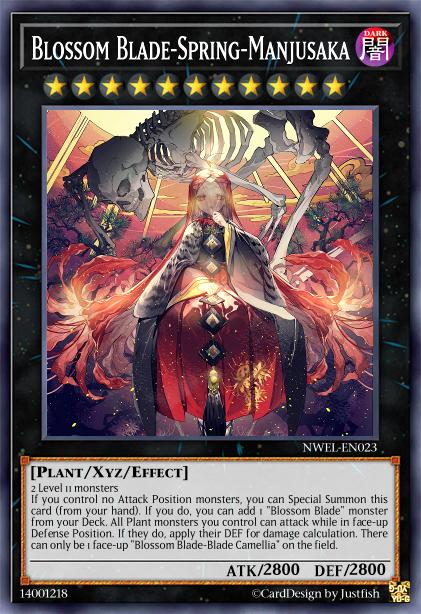 BLOSSOM BLADE-SPRING-MANJUSAKA
DARK
闇
NWEL-EN023
[PLANT/XYZ/EFFECT]
2 Level 11 monsters
If you control no Attack Position monsters, you can Special Summon this
card (from your hand). If you do, you can add 1 "Blossom Blade" monster
from your Deck. All Plant monsters you control can attack while in face-up
Defense Position. If they do, apply their DEF for damage calculation. There
can only be 1 face-up "Blossom Blade-Blade Camellia" on the field.
ATK/2800 DEF/2800
14001218 ©CardDesign by Justfish